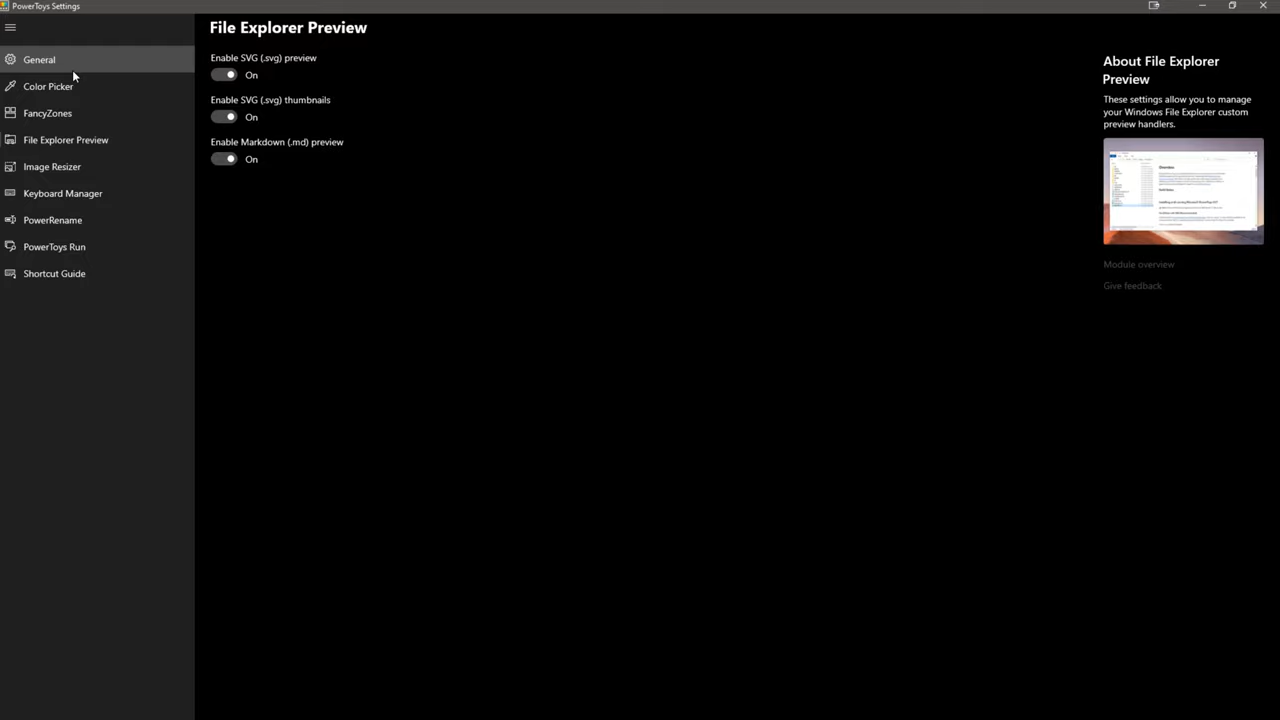 PowerToys Settings
General
Color Picker
FancyZones
File Explorer Preview
Image Resizer
Keyboard Manager
PowerRename
PowerToys Run
Shortcut Guide
File Explorer Preview
Enable SVG (.svg) preview
On
Enable SVG (.svg) thumbnails
On
Enable Markdown (.md) preview
On
About File Explorer
Preview
These settings allow you to manage
your Windows File Explorer custom
preview handlers.
Module overview
Give feedback